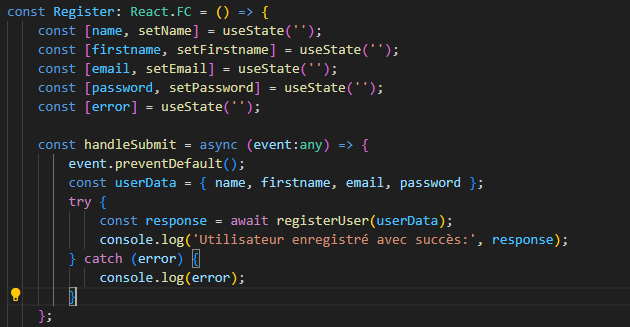 const Register: React.FC = () => {
    const [name, setName] = useState('');
    const [firstname, setFirstname] = useState('');
    const [email, setEmail] = useState('');
    const [password, setPassword] = useState('');
    const [error] = useState('');

    const handleSubmit = async (event:any) => {
        event.preventDefault();
        const userData = { name, firstname, email, password };
        try {
            const response = await registerUser(userData);
            console.log('Utilisateur enregistré avec succès:', response);
        } catch (error) {
            console.log(error);
        }
    };